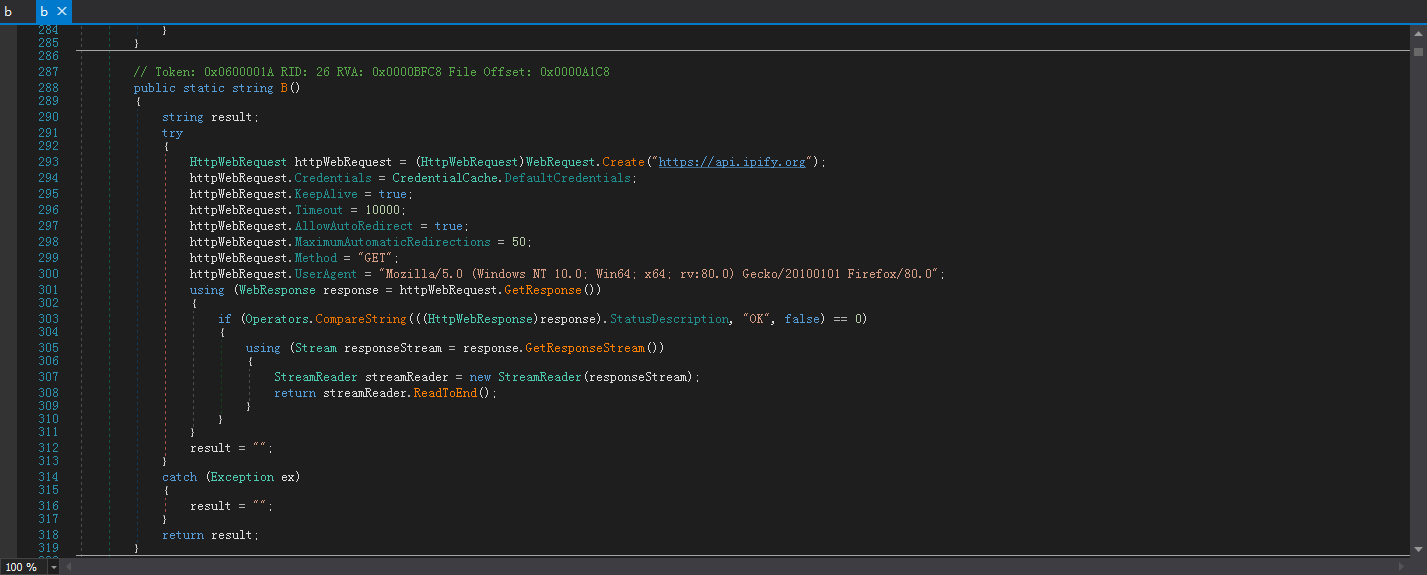 b b ×
284 }
285 }
286
287 // Token: 0x0600001A RID: 26 RVA: 0x0000BFC8 File Offset: 0x0000A1C8
288 public static string B()
289 {
290 string result;
291 try
292 {
293 HttpWebRequest httpWebRequest = (HttpWebRequest)WebRequest.Create("https://api.ipify.org");
294 httpWebRequest.Credentials = CredentialCache.DefaultCredentials;
295 httpWebRequest.KeepAlive = true;
296 httpWebRequest.Timeout = 10000;
297 httpWebRequest.AllowAutoRedirect = true;
298 httpWebRequest.MaximumAutomaticRedirections = 50;
299 httpWebRequest.Method = "GET";
300 httpWebRequest.UserAgent = "Mozilla/5.0 (Windows NT 10.0; Win64; x64; rv:80.0) Gecko/20100101 Firefox/80.0";
301 using (WebResponse response = httpWebRequest.GetResponse())
302 {
303 if (Operators.CompareString(((HttpWebResponse)response).StatusDescription, "OK", false) == 0)
304 {
305 using (Stream responseStream = response.GetResponseStream())
306 {
307 StreamReader streamReader = new StreamReader(responseStream);
308 return streamReader.ReadToEnd();
309 }
310 }
311 }
312 result = "";
313 }
314 catch (Exception ex)
315 {
316 result = "";
317 }
318 return result;
319 }
100 %